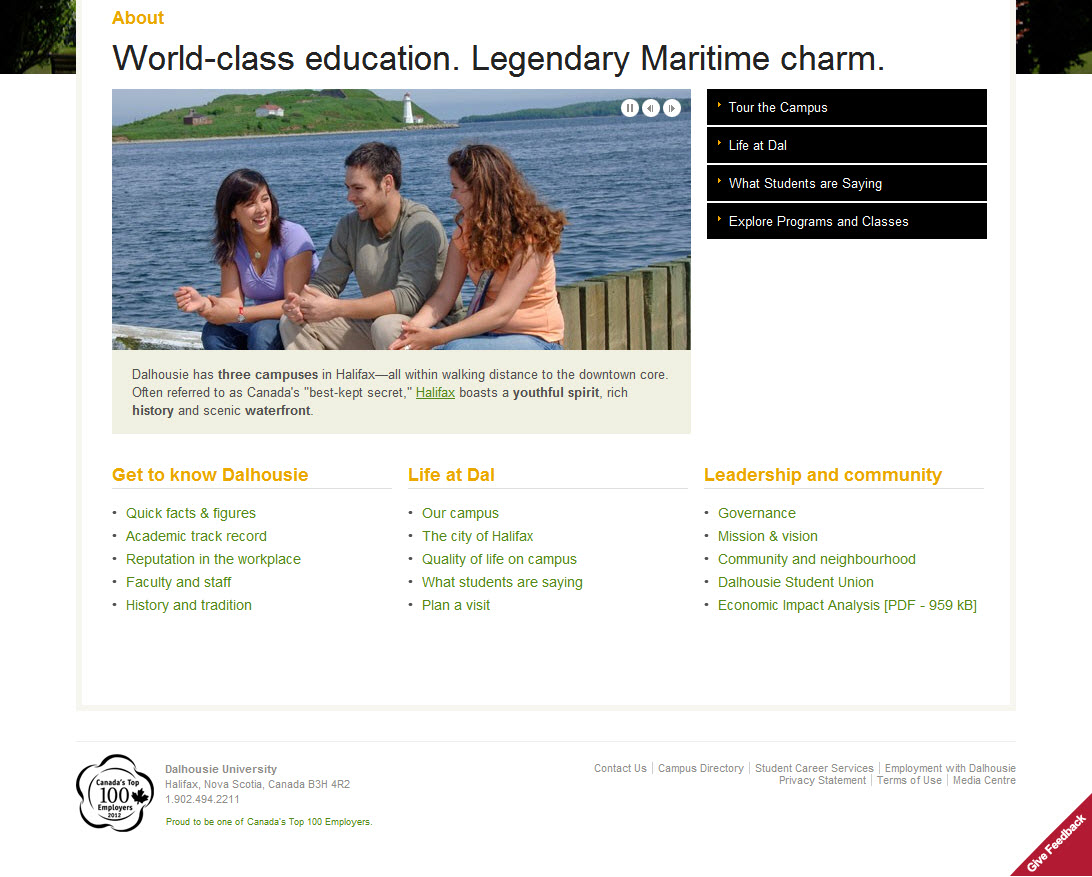 About
World-class education. Legendary Maritime charm.
Tour the Campus
Life at Dal
What Students are Saying
Explore Programs and Classes
Dalhousie has three campuses in Halifax—all within walking distance to the downtown core.
Often referred to as Canada's "best-kept secret," Halifax boasts a youthful spirit, rich
history and scenic waterfront.
Get to know Dalhousie
• Quick facts & figures
• Academic track record
• Reputation in the workplace
• Faculty and staff
• History and tradition
Life at Dal
• Our campus
• The city of Halifax
• Quality of life on campus
• What students are saying
• Plan a visit
Leadership and community
• Governance
• Mission & vision
• Community and neighbourhood
• Dalhousie Student Union
• Economic Impact Analysis [PDF - 959 kB]
Canada's Top
100
Employers
2012
Dalhousie University
Halifax, Nova Scotia, Canada B3H 4R2
1.902.494.2211
Proud to be one of Canada's Top 100 Employers.
Contact Us | Campus Directory | Student Career Services | Employment with Dalhousie
Privacy Statement | Terms of Use | Media Centre
Give Feedback